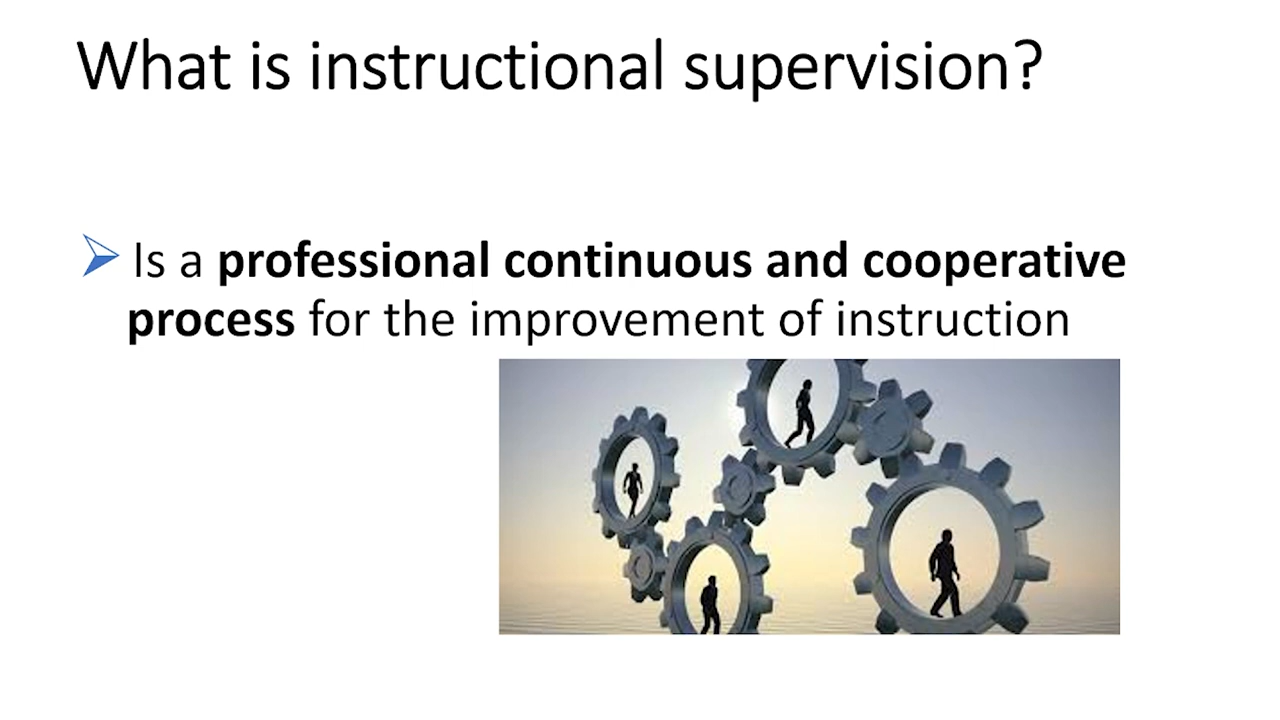 What is instructional supervision?
Is a professional continuous and cooperative
process for the improvement of instruction